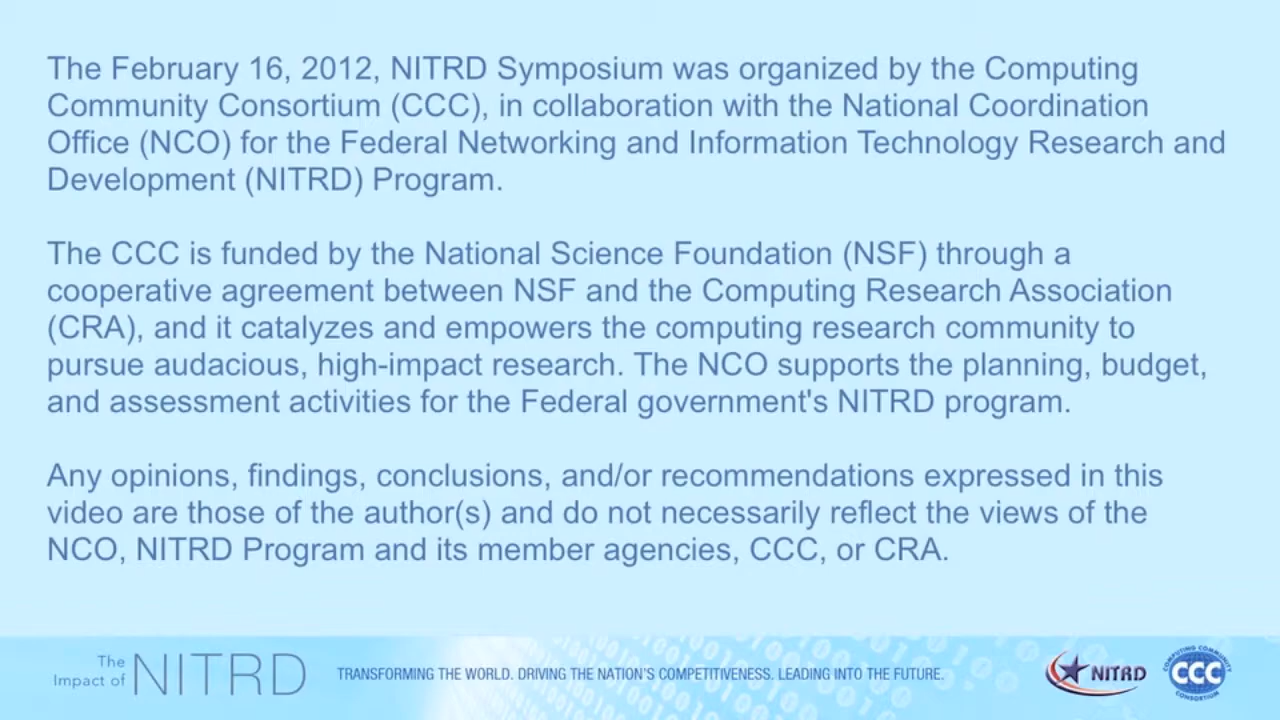 The February 16, 2012, NITRD Symposium was organized by the Computing
Community Consortium (CCC), in collaboration with the National Coordination
Office (NCO) for the Federal Networking and Information Technology Research and
Development (NITRD) Program.
The CCC is funded by the National Science Foundation (NSF) through a
cooperative agreement between NSF and the Computing Research Association
(CRA), and it catalyzes and empowers the computing research community to
pursue audacious, high-impact research. The NCO supports the planning, budget,
and assessment activities for the Federal government's NITRD program.
Any opinions, findings, conclusions, and/or recommendations expressed in this
video are those of the author(s) and do not necessarily reflect the views of the
NCO, NITRD Program and its member agencies, CCC, or CRA.
The
Impact of
NITRD
TRANSFORMING THE WORLD. DRIVING THE NATION'S COMPETITIVENESS. LEADING INTO THE FUTURE.
NITRD
COMPUTING COMMUNITY
CCC
CONSORTIUM